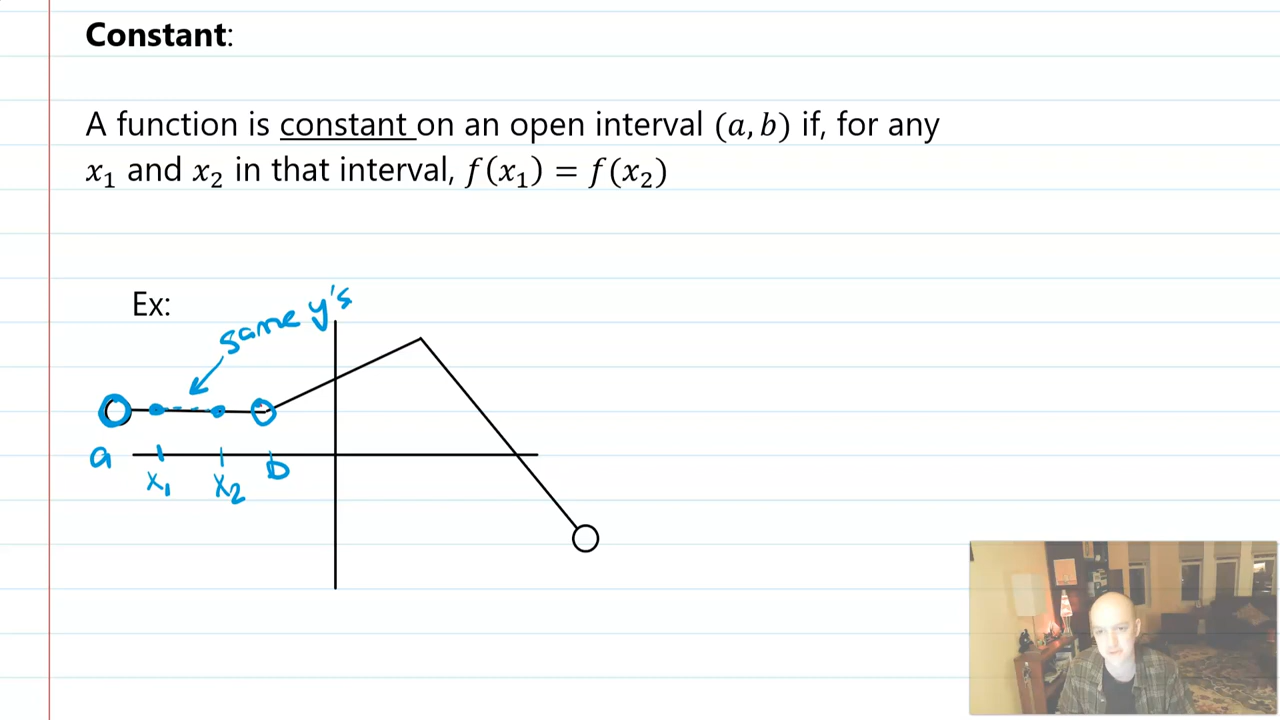 Constant:
A function is constant on an open interval (a, b) if, for any
x₁ and x₂ in that interval, f(x₁) = f(x₂)
Ex:
same y's
a
x₁
x₂
b